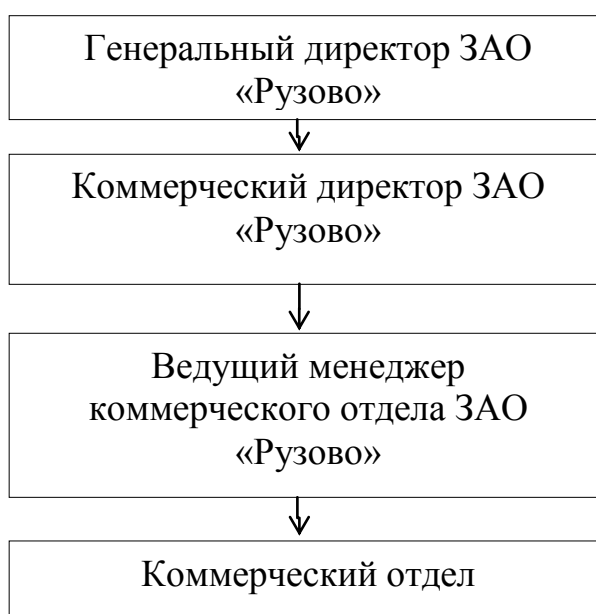 Генеральный директор ЗАО
«Рузово»
Коммерческий директор ЗАО
«Рузово»
Ведущий менеджер
коммерческого отдела ЗАО
«Рузово»
Коммерческий отдел